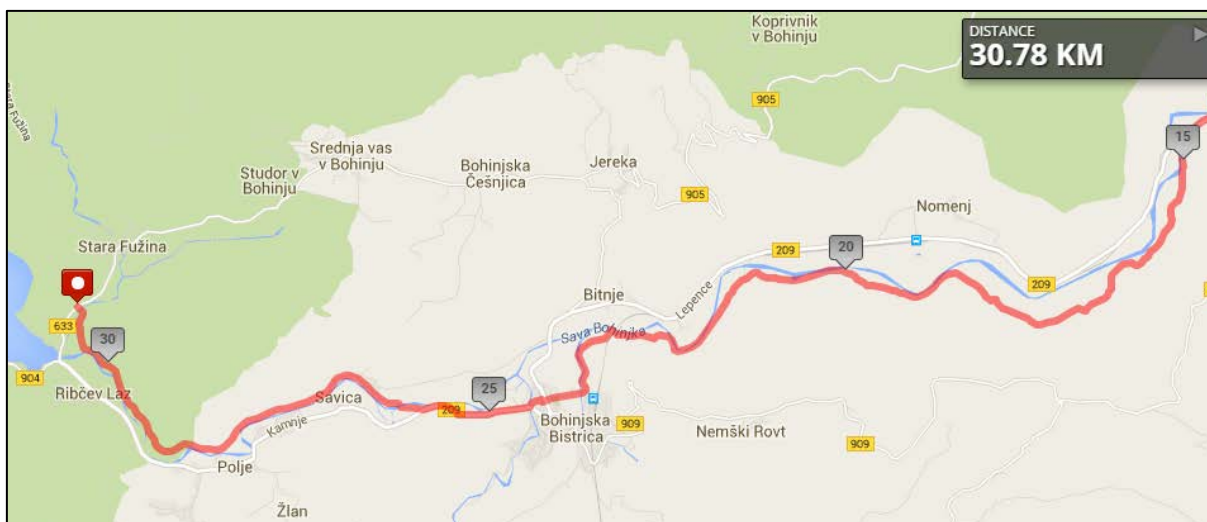 Koprivnik
v Bohinju
DISTANCE
30.78 KM
Stara Fužina
905
15
Srednja vas
v Bohinju
Bohinjska
Češnjica
Jereka
Studor v
Bohinju
905
Nomenj
Stara Fužina
20
209
209
Bitnje
Lepence
633
30
Sava Bohinjka
904
Ribčev Laz
Savica
25
209
Kamnje
Bohinjska
Bistrica
909
Nemški Rovt
909
Polje
Žlan